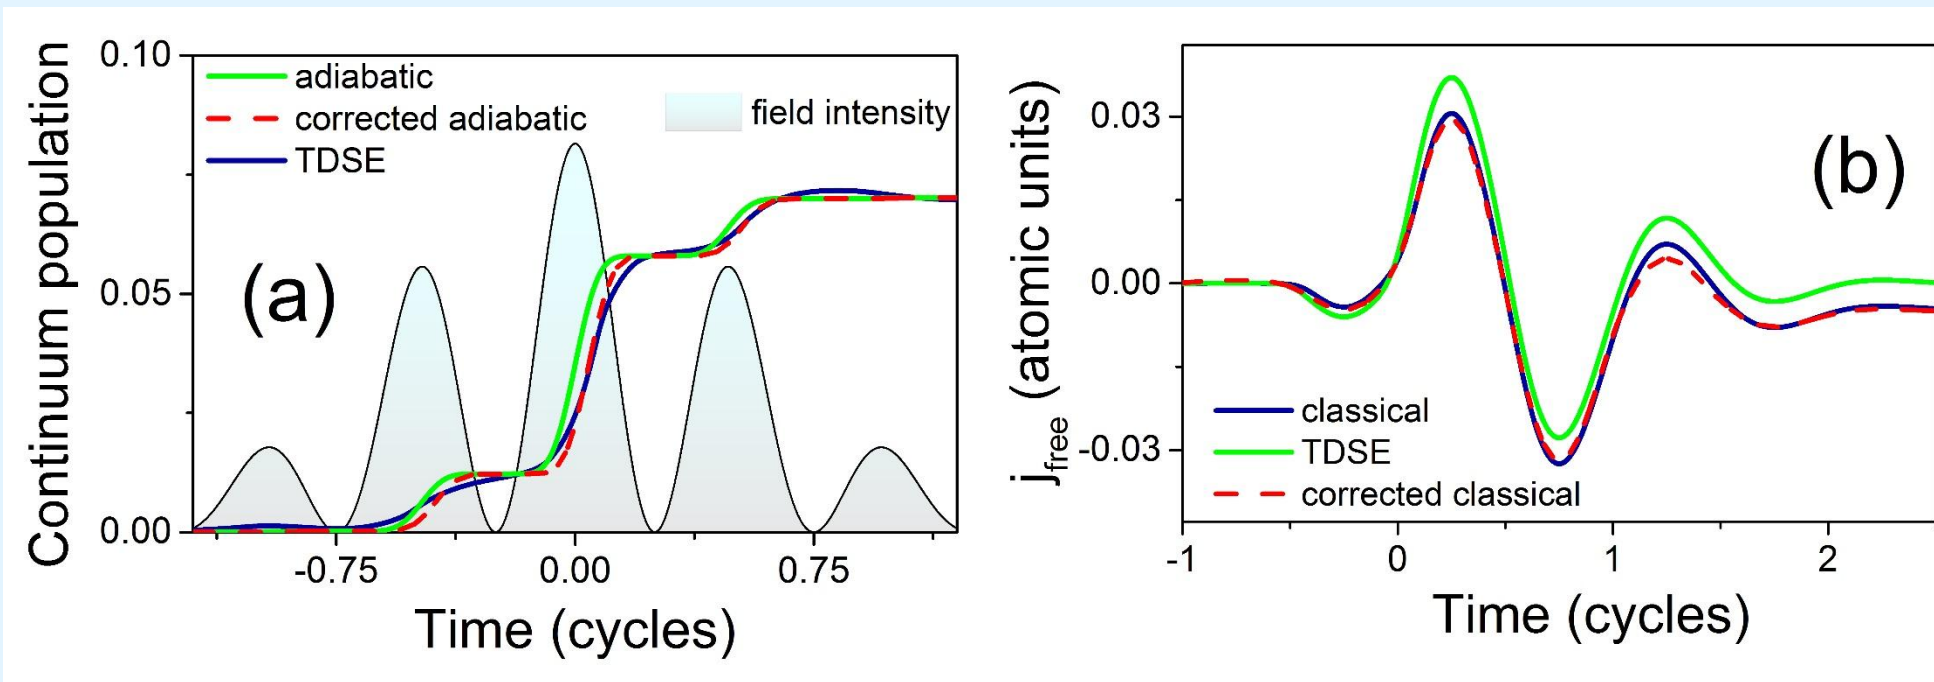 Continuum population
0.10
0.05
0.00
adiabatic
corrected adiabatic
TDSE
field intensity
(a)
-0.75
0.00
0.75
Time (cycles)
j_free (atomic units)
0.03
0.00
-0.03
(b)
classical
TDSE
corrected classical
-1
0
1
2
Time (cycles)